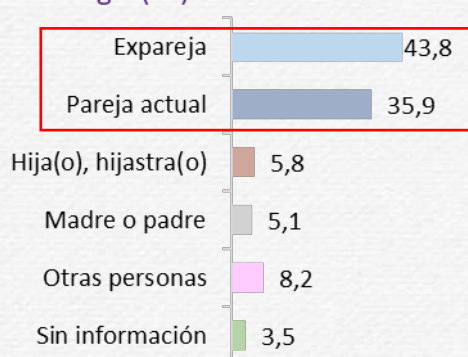 Expareja 43,8
Pareja actual 35,9
Hija(o), hijastra(o) 5,8
Madre o padre 5,1
Otras personas 8,2
Sin información 3,5